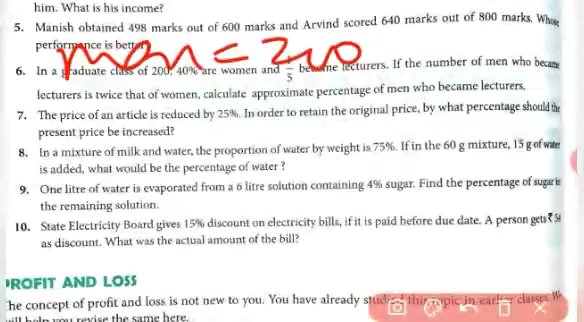 him. What is his income?
5. Manish obtained 498 marks out of 600 marks and Arvind scored 640 marks out of 800 marks. Whose
performance is better
men = 200
6. In a graduate class of 200, 40% are women and /5 become lecturers. If the number of men who became
lecturers is twice that of women, calculate approximate percentage of men who became lecturers.
7. The price of an article is reduced by 25%. In order to retain the original price, by what percentage should the
present price be increased?
8. In a mixture of milk and water, the proportion of water by weight is 75%. If in the 60 g mixture, 15 g of water
is added, what would be the percentage of water ?
9. One litre of water is evaporated from a 6 litre solution containing 4% sugar. Find the percentage of sugar in
the remaining solution.
10. State Electricity Board gives 15% discount on electricity bills, if it is paid before due date. A person gets ₹
as discount. What was the actual amount of the bill?
PROFIT AND LOSS
The concept of profit and loss is not new to you. You have already studied this topic in earlier classes.
will help you revise the same here.